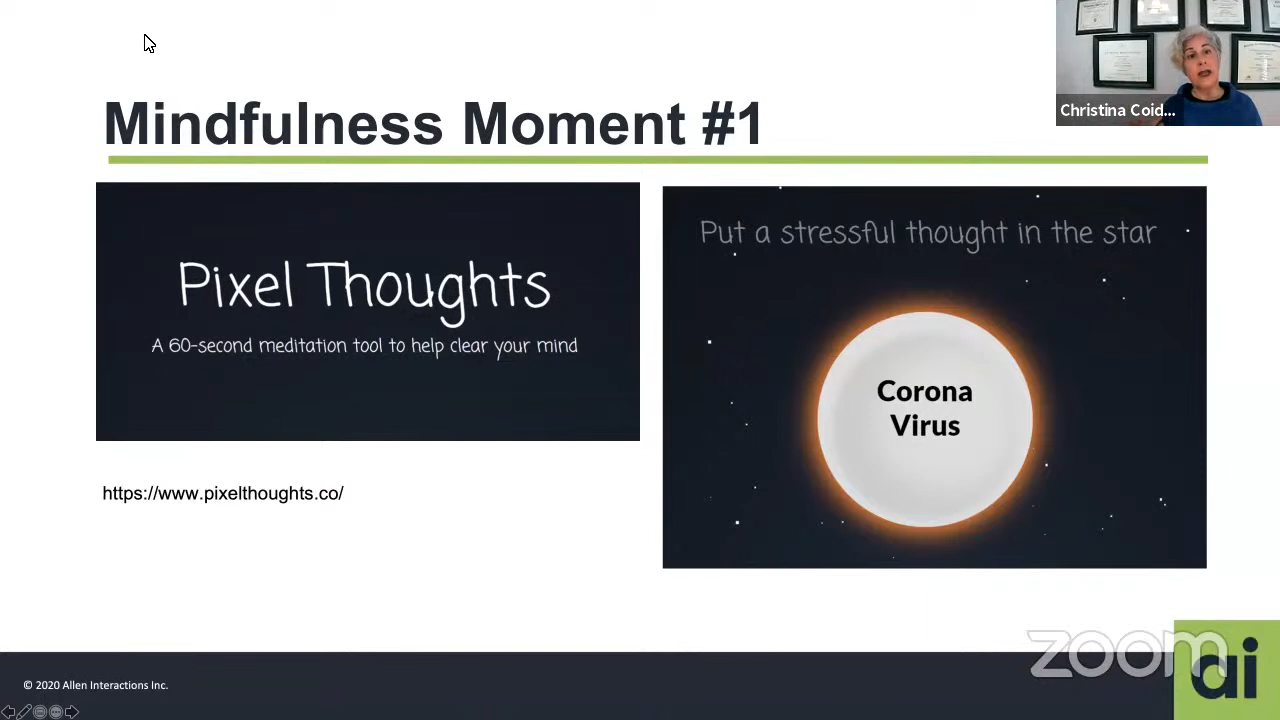 Christina Coid...
Mindfulness Moment #1
Pixel Thoughts
A 60-second meditation tool to help clear your mind
https://www.pixelthoughts.co/
Put a stressful thought in the star
Corona
Virus
zoom
ai
© 2020 Allen Interactions Inc.